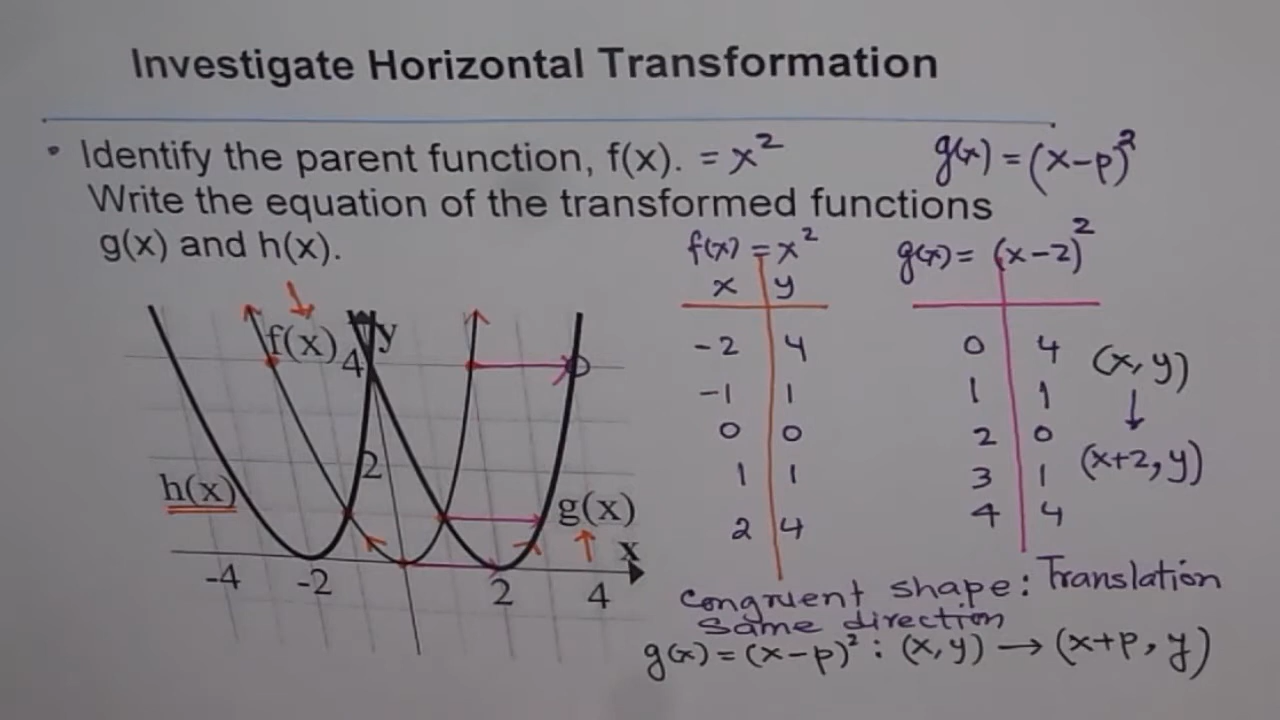 Investigate Horizontal Transformation
• Identify the parent function, f(x). = x² g(x) = (x-p)²
Write the equation of the transformed functions
g(x) and h(x).
f(x) = x²
x y
-2 4
-1 1
0 0
1 1
2 4
g(x) = (x-2)²
0 4
1 1
2 0
3 1
4 4
(x, y)
↓
(x+2, y)
f(x)
y
4
2
h(x)
g(x)
x
-4 -2 2 4
Congruent shape: Translation
Same direction
g(x) = (x-p)² : (x, y) → (x+p, y)